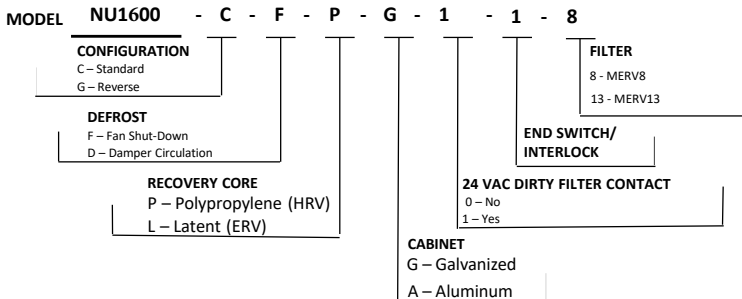 MODEL NU1600 - C - F - P - G - 1 - 1 - 8
CONFIGURATION
C – Standard
G – Reverse
FILTER
8 - MERV8
13 - MERV13
DEFROST
F – Fan Shut-Down
D – Damper Circulation
END SWITCH/
INTERLOCK
RECOVERY CORE
P – Polypropylene (HRV)
L – Latent (ERV)
24 VAC DIRTY FILTER CONTACT
0 – No
1 – Yes
CABINET
G – Galvanized
A – Aluminum